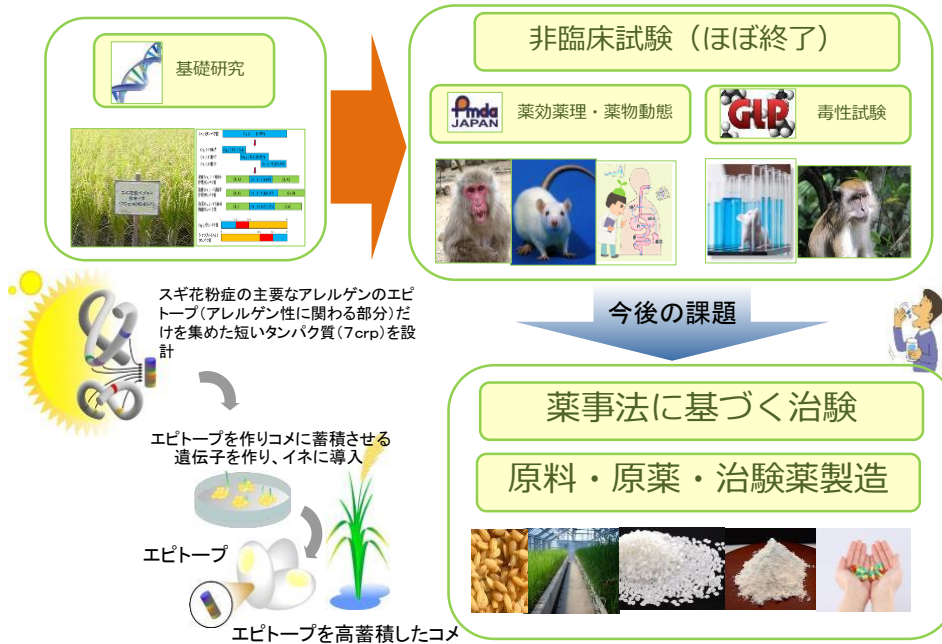 基礎研究
非臨床試験（ほぼ終了）
Pmda
JAPAN
薬効薬理・薬物動態
GLP
毒性試験
スギ花粉症の主要なアレルゲンのエピ
トープ（アレルゲン性に関わる部分）だ
けを集めた短いタンパク質（7crp）を設
計
エピトープを作りコメに蓄積させる
遺伝子を作り、イネに導入
エピトープ
エピトープを高蓄積したコメ
今後の課題
薬事法に基づく治験
原料・原薬・治験薬製造